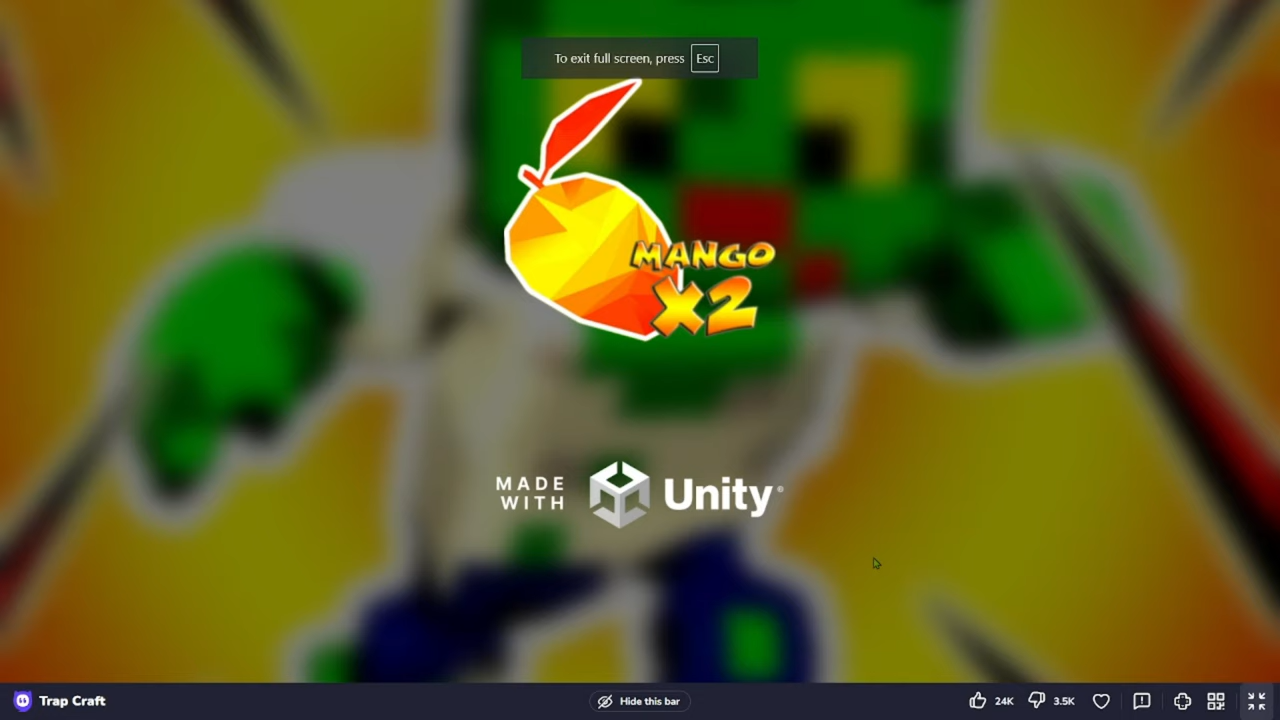 To exit full screen, press Esc
MANGO
X2
MADE
WITH
Unity®
Trap Craft
Hide this bar
24K
3.5K